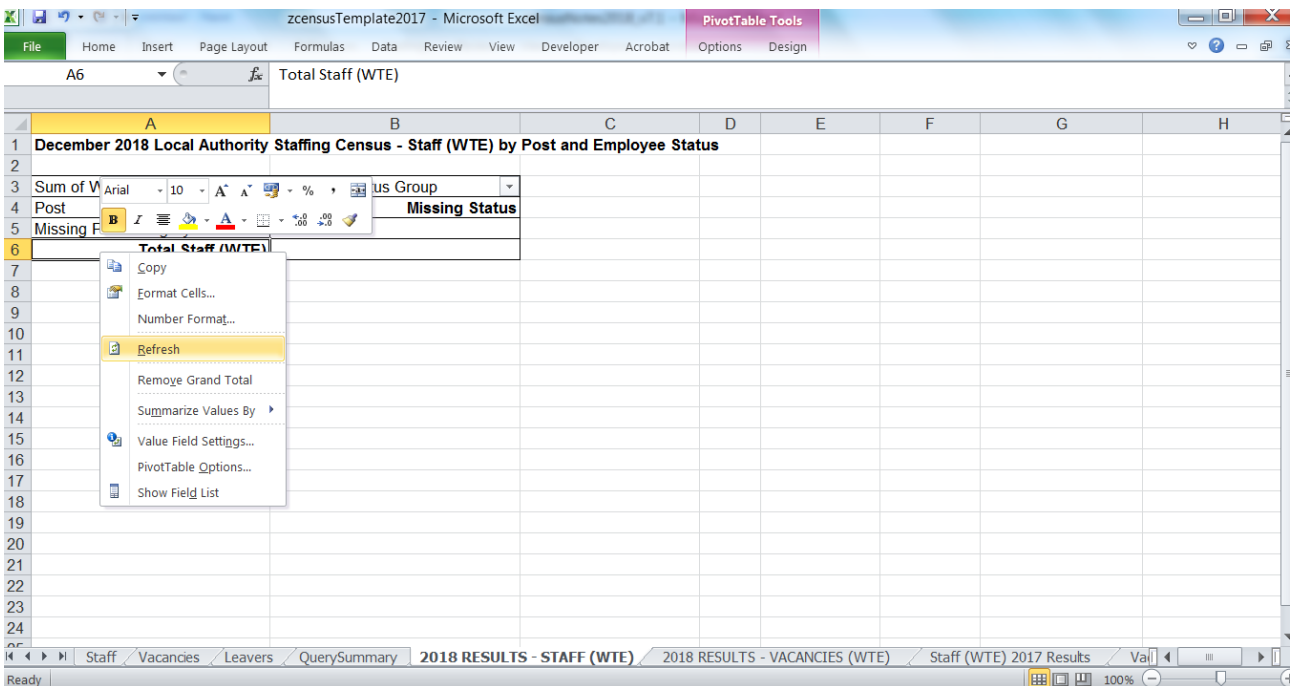 zcensusTemplate2017 - Microsoft Excel
PivotTable Tools
File Home Insert Page Layout Formulas Data Review View Developer Acrobat Options Design
A6 fx Total Staff (WTE)
A B C D E F G H
1 December 2018 Local Authority Staffing Census - Staff (WTE) by Post and Employee Status
2
3 Sum of W us Group
Arial 10 A A % ,
4 Post Missing Status
B I A .00 .0 .00
5 Missing
6 Total Staff (WTE)
7
Copy
8
Format Cells...
9
Number Format...
10
11
Refresh
12
Remove Grand Total
13
14
Summarize Values By
15
Value Field Settings...
16
PivotTable Options...
17
18
Show Field List
19
20
21
22
23
24
Staff Vacancies Leavers QuerySummary 2018 RESULTS - STAFF (WTE) 2018 RESULTS - VACANCIES (WTE) Staff (WTE) 2017 Results
Ready 100%